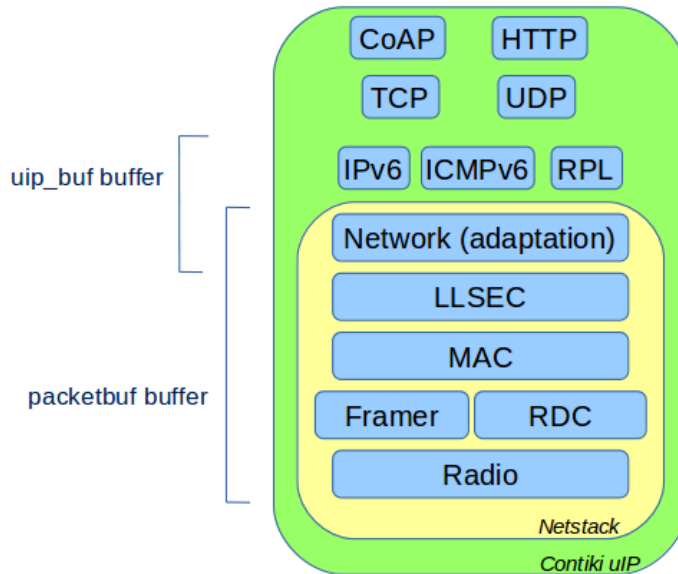 CoAP HTTP
TCP UDP
uip_buf buffer
IPv6 ICMPv6 RPL
Network (adaptation)
LLSEC
MAC
packetbuf buffer
Framer RDC
Radio
Netstack
Contiki uIP